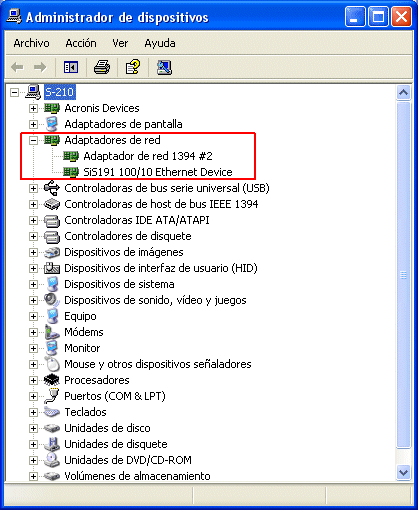 Administrador de dispositivos
Archivo Acción Ver Ayuda
S-210
Acronis Devices
Adaptadores de pantalla
Adaptadores de red
Adaptador de red 1394 #2
SiS191 100/10 Ethernet Device
Controladoras de bus serie universal (USB)
Controladoras de host de bus IEEE 1394
Controladoras IDE ATA/ATAPI
Controladores de disquete
Dispositivos de imágenes
Dispositivos de interfaz de usuario (HID)
Dispositivos de sistema
Dispositivos de sonido, vídeo y juegos
Equipo
Módems
Monitor
Mouse y otros dispositivos señaladores
Procesadores
Puertos (COM & LPT)
Teclados
Unidades de disco
Unidades de disquete
Unidades de DVD/CD-ROM
Volúmenes de almacenamiento